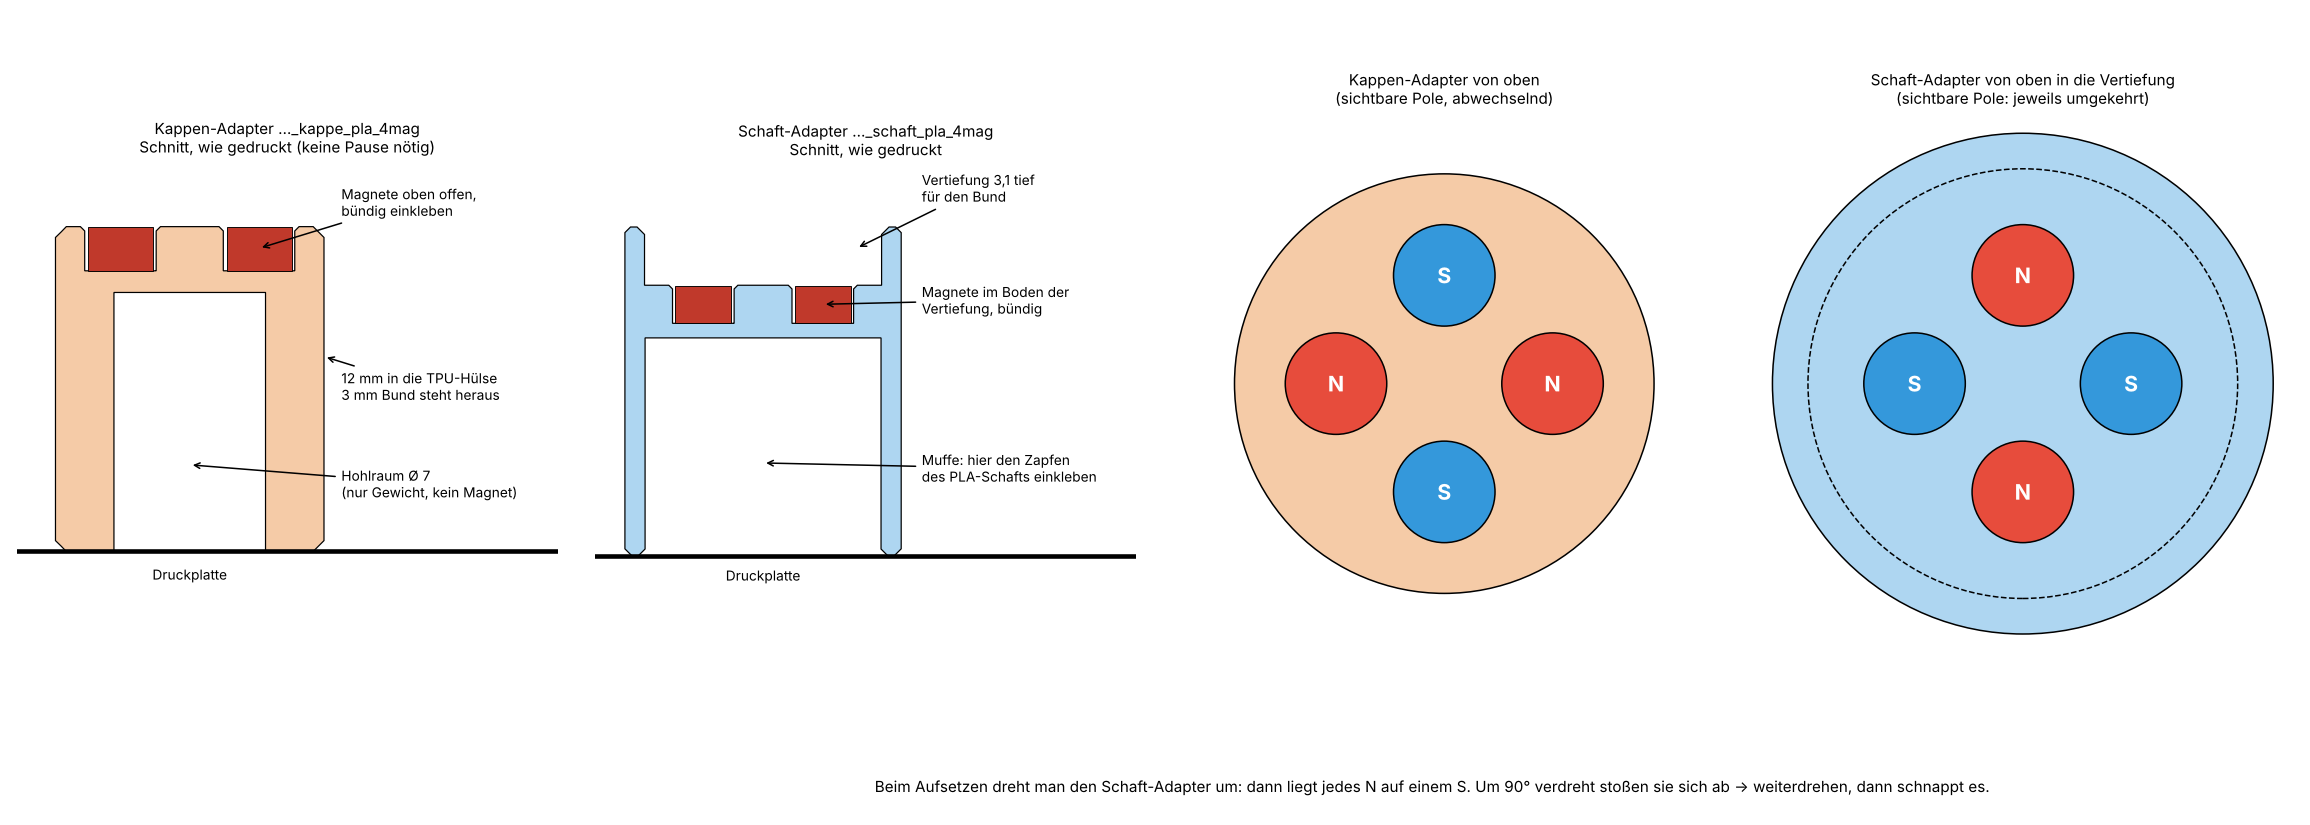 Kappen-Adapter ..._kappe_pla_4mag
Schnitt, wie gedruckt (keine Pause nötig)
Magnete oben offen,
bündig einkleben
12 mm in die TPU-Hülse
3 mm Bund steht heraus
Hohlraum Ø 7
(nur Gewicht, kein Magnet)
Druckplatte
Schaft-Adapter ..._schaft_pla_4mag
Schnitt, wie gedruckt
Vertiefung 3,1 tief
für den Bund
Magnete im Boden der
Vertiefung, bündig
Muffe: hier den Zapfen
des PLA-Schafts einkleben
Druckplatte
Kappen-Adapter von oben
(sichtbare Pole, abwechselnd)
S
N
N
S
Schaft-Adapter von oben in die Vertiefung
(sichtbare Pole: jeweils umgekehrt)
N
S
S
N
Beim Aufsetzen dreht man den Schaft-Adapter um: dann liegt jedes N auf einem S. Um 90° verdreht stoßen sie sich ab → weiterdrehen, dann schnappt es.